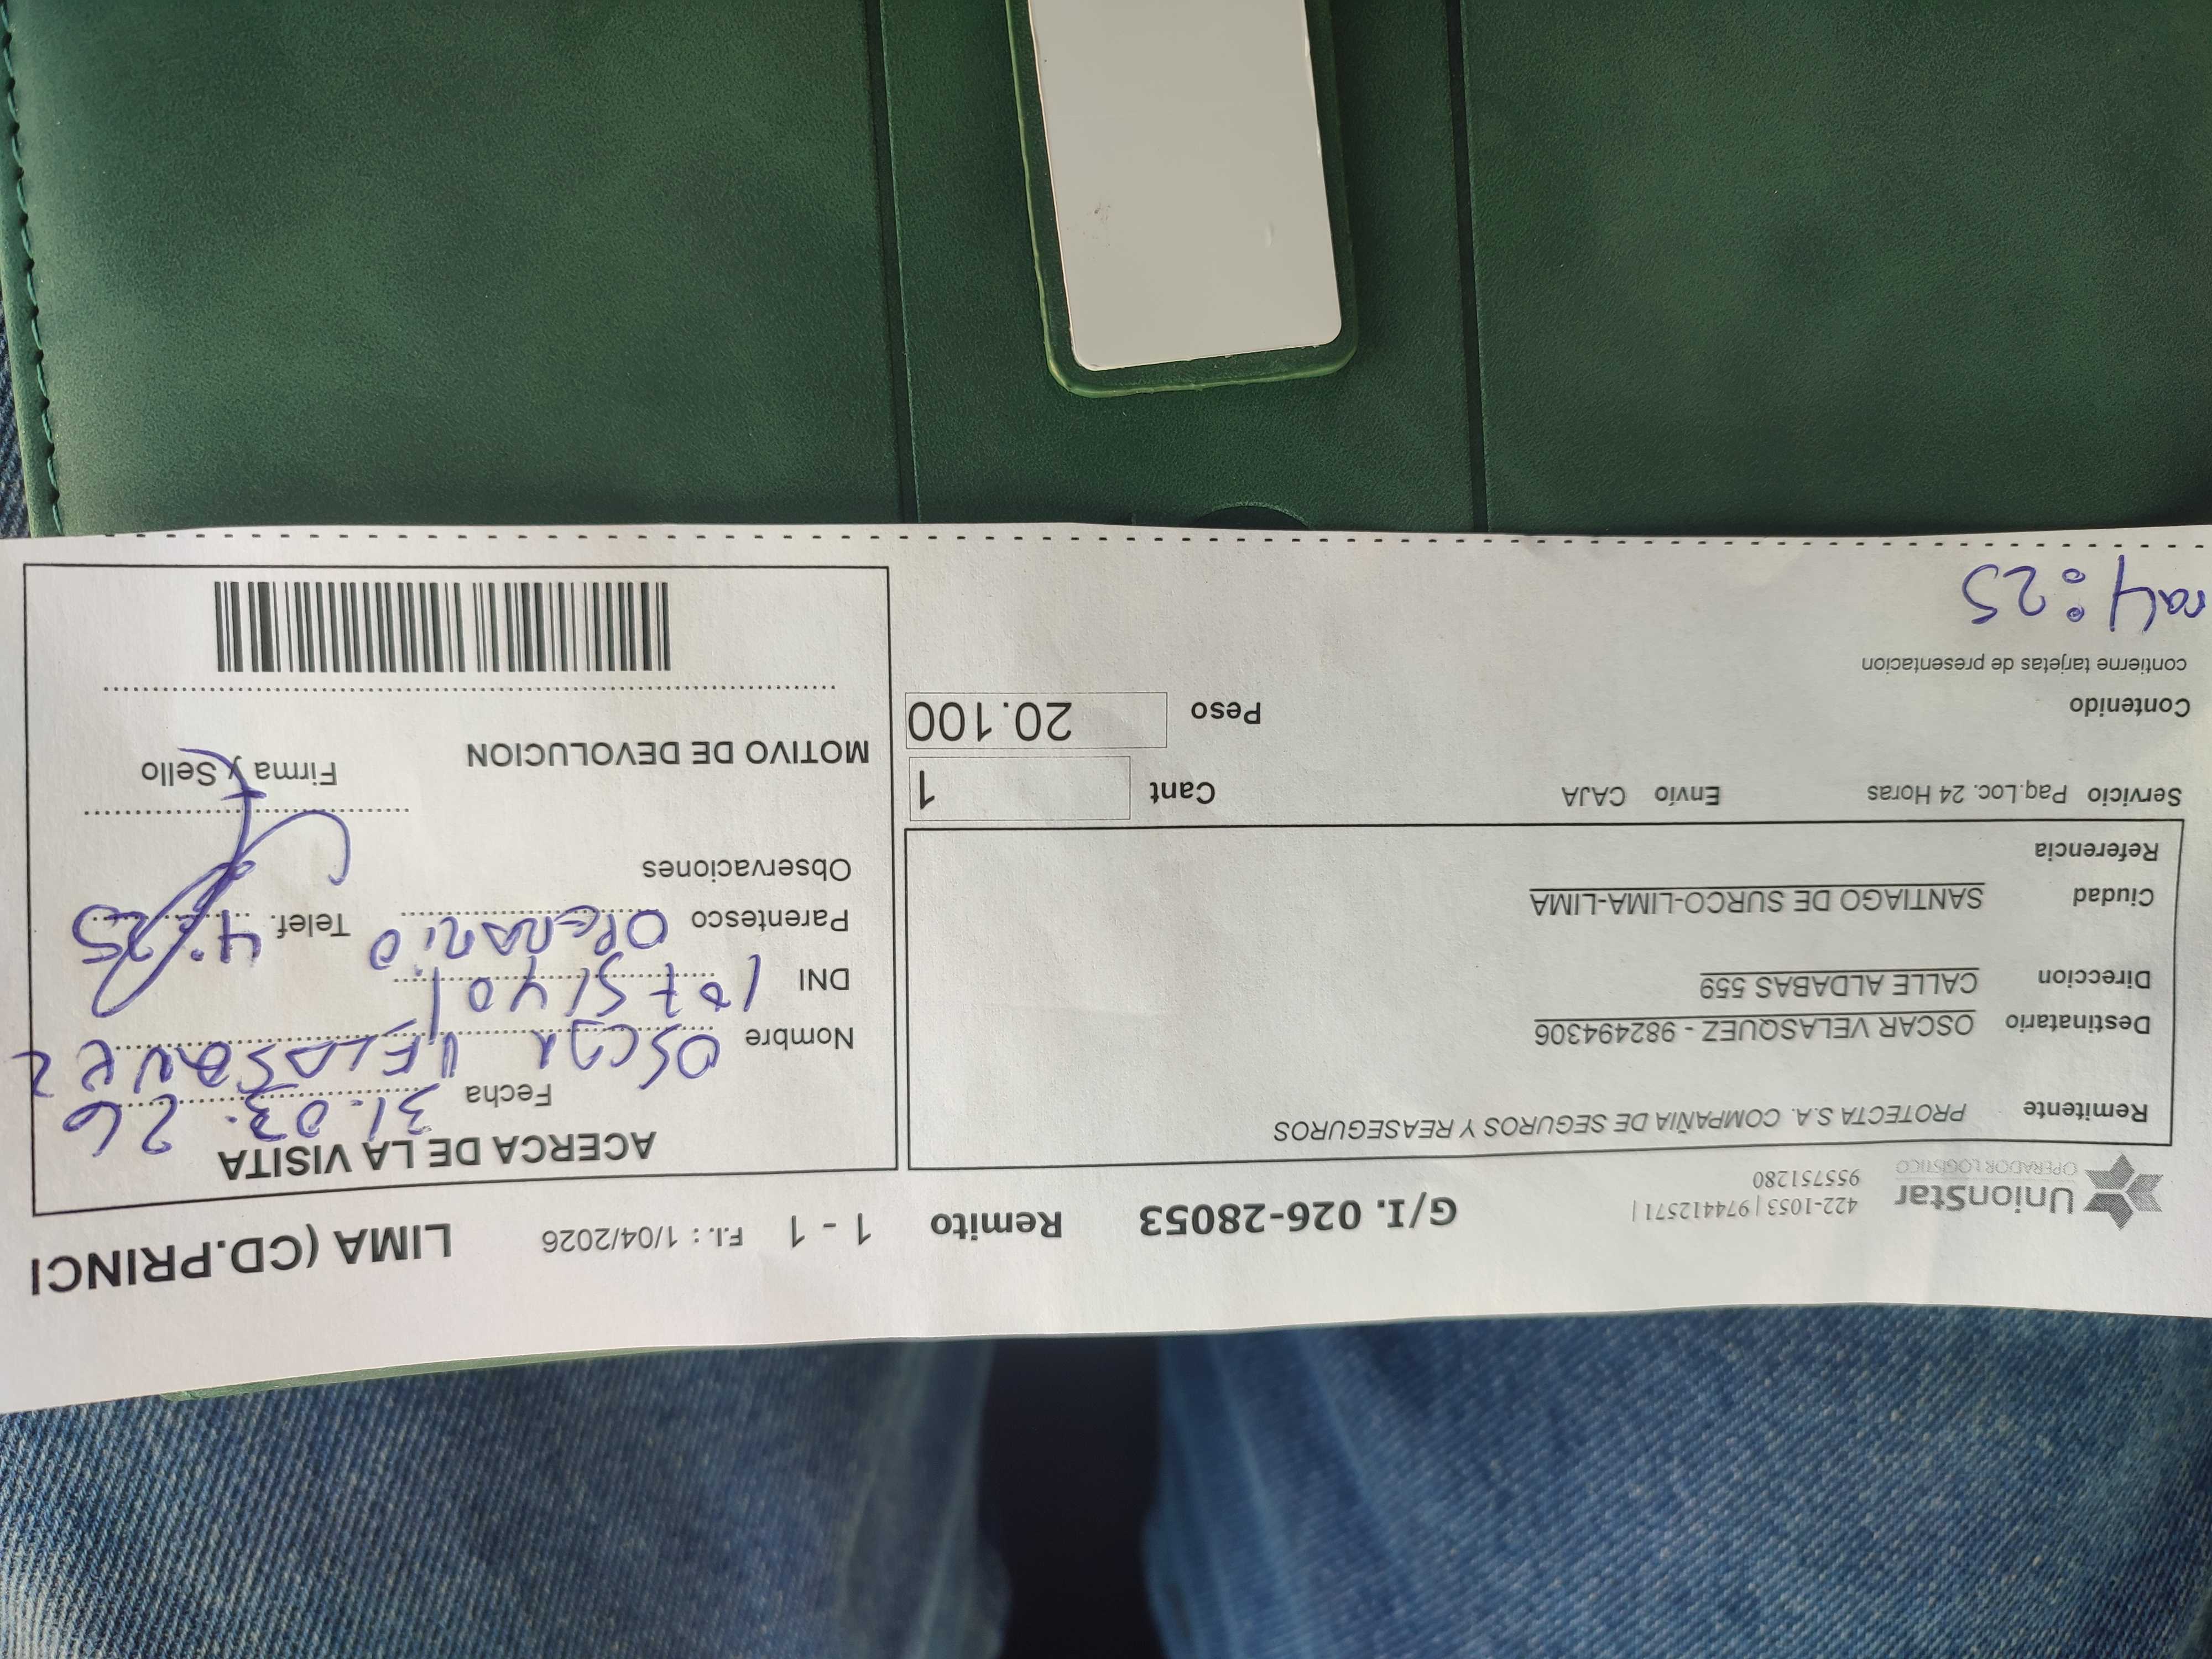 UnionStar
OPERADOR LOGÍSTICO
422-1053 | 974412571 |
955751280
G/I. 026-28053 Remito 1 - 1 F.I. : 1/04/2026 LIMA (CD.PRINCI
Remitente PROTECTA S.A. COMPAÑIA DE SEGUROS Y REASEGUROS
Destinatario OSCAR VELASQUEZ - 982494306
Direccion CALLE ALDABAS 559
Ciudad SANTIAGO DE SURCO-LIMA-LIMA
Referencia
Servicio Paq.Loc. 24 Horas Envío CAJA Cant 1
Contenido Peso 20.100
contierne tarjetas de presentacion
4:25
ACERCA DE LA VISITA
Fecha 31.03.26
Nombre OSCAR VELASQUEZ
DNI
Parentesco OPERARIO Telef. 4:25
Observaciones
Firma y Sello
MOTIVO DE DEVOLUCION